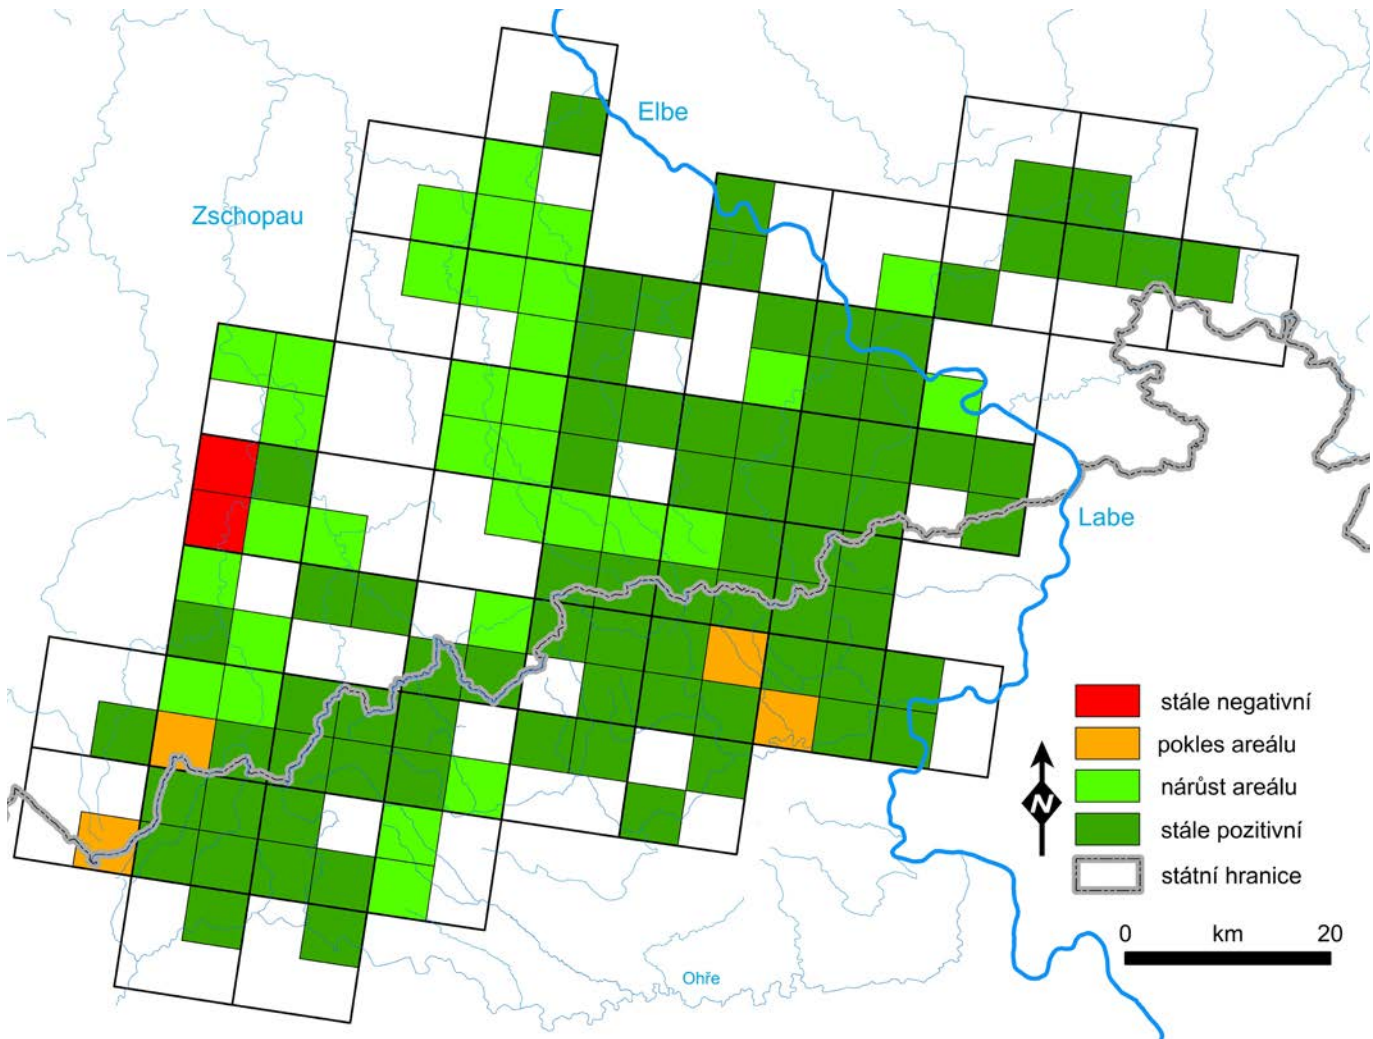 Elbe
Zschopau
Labe
stále negativní
pokles areálu
nárůst areálu
stále pozitivní
státní hranice
N
0 km 20
Ohře